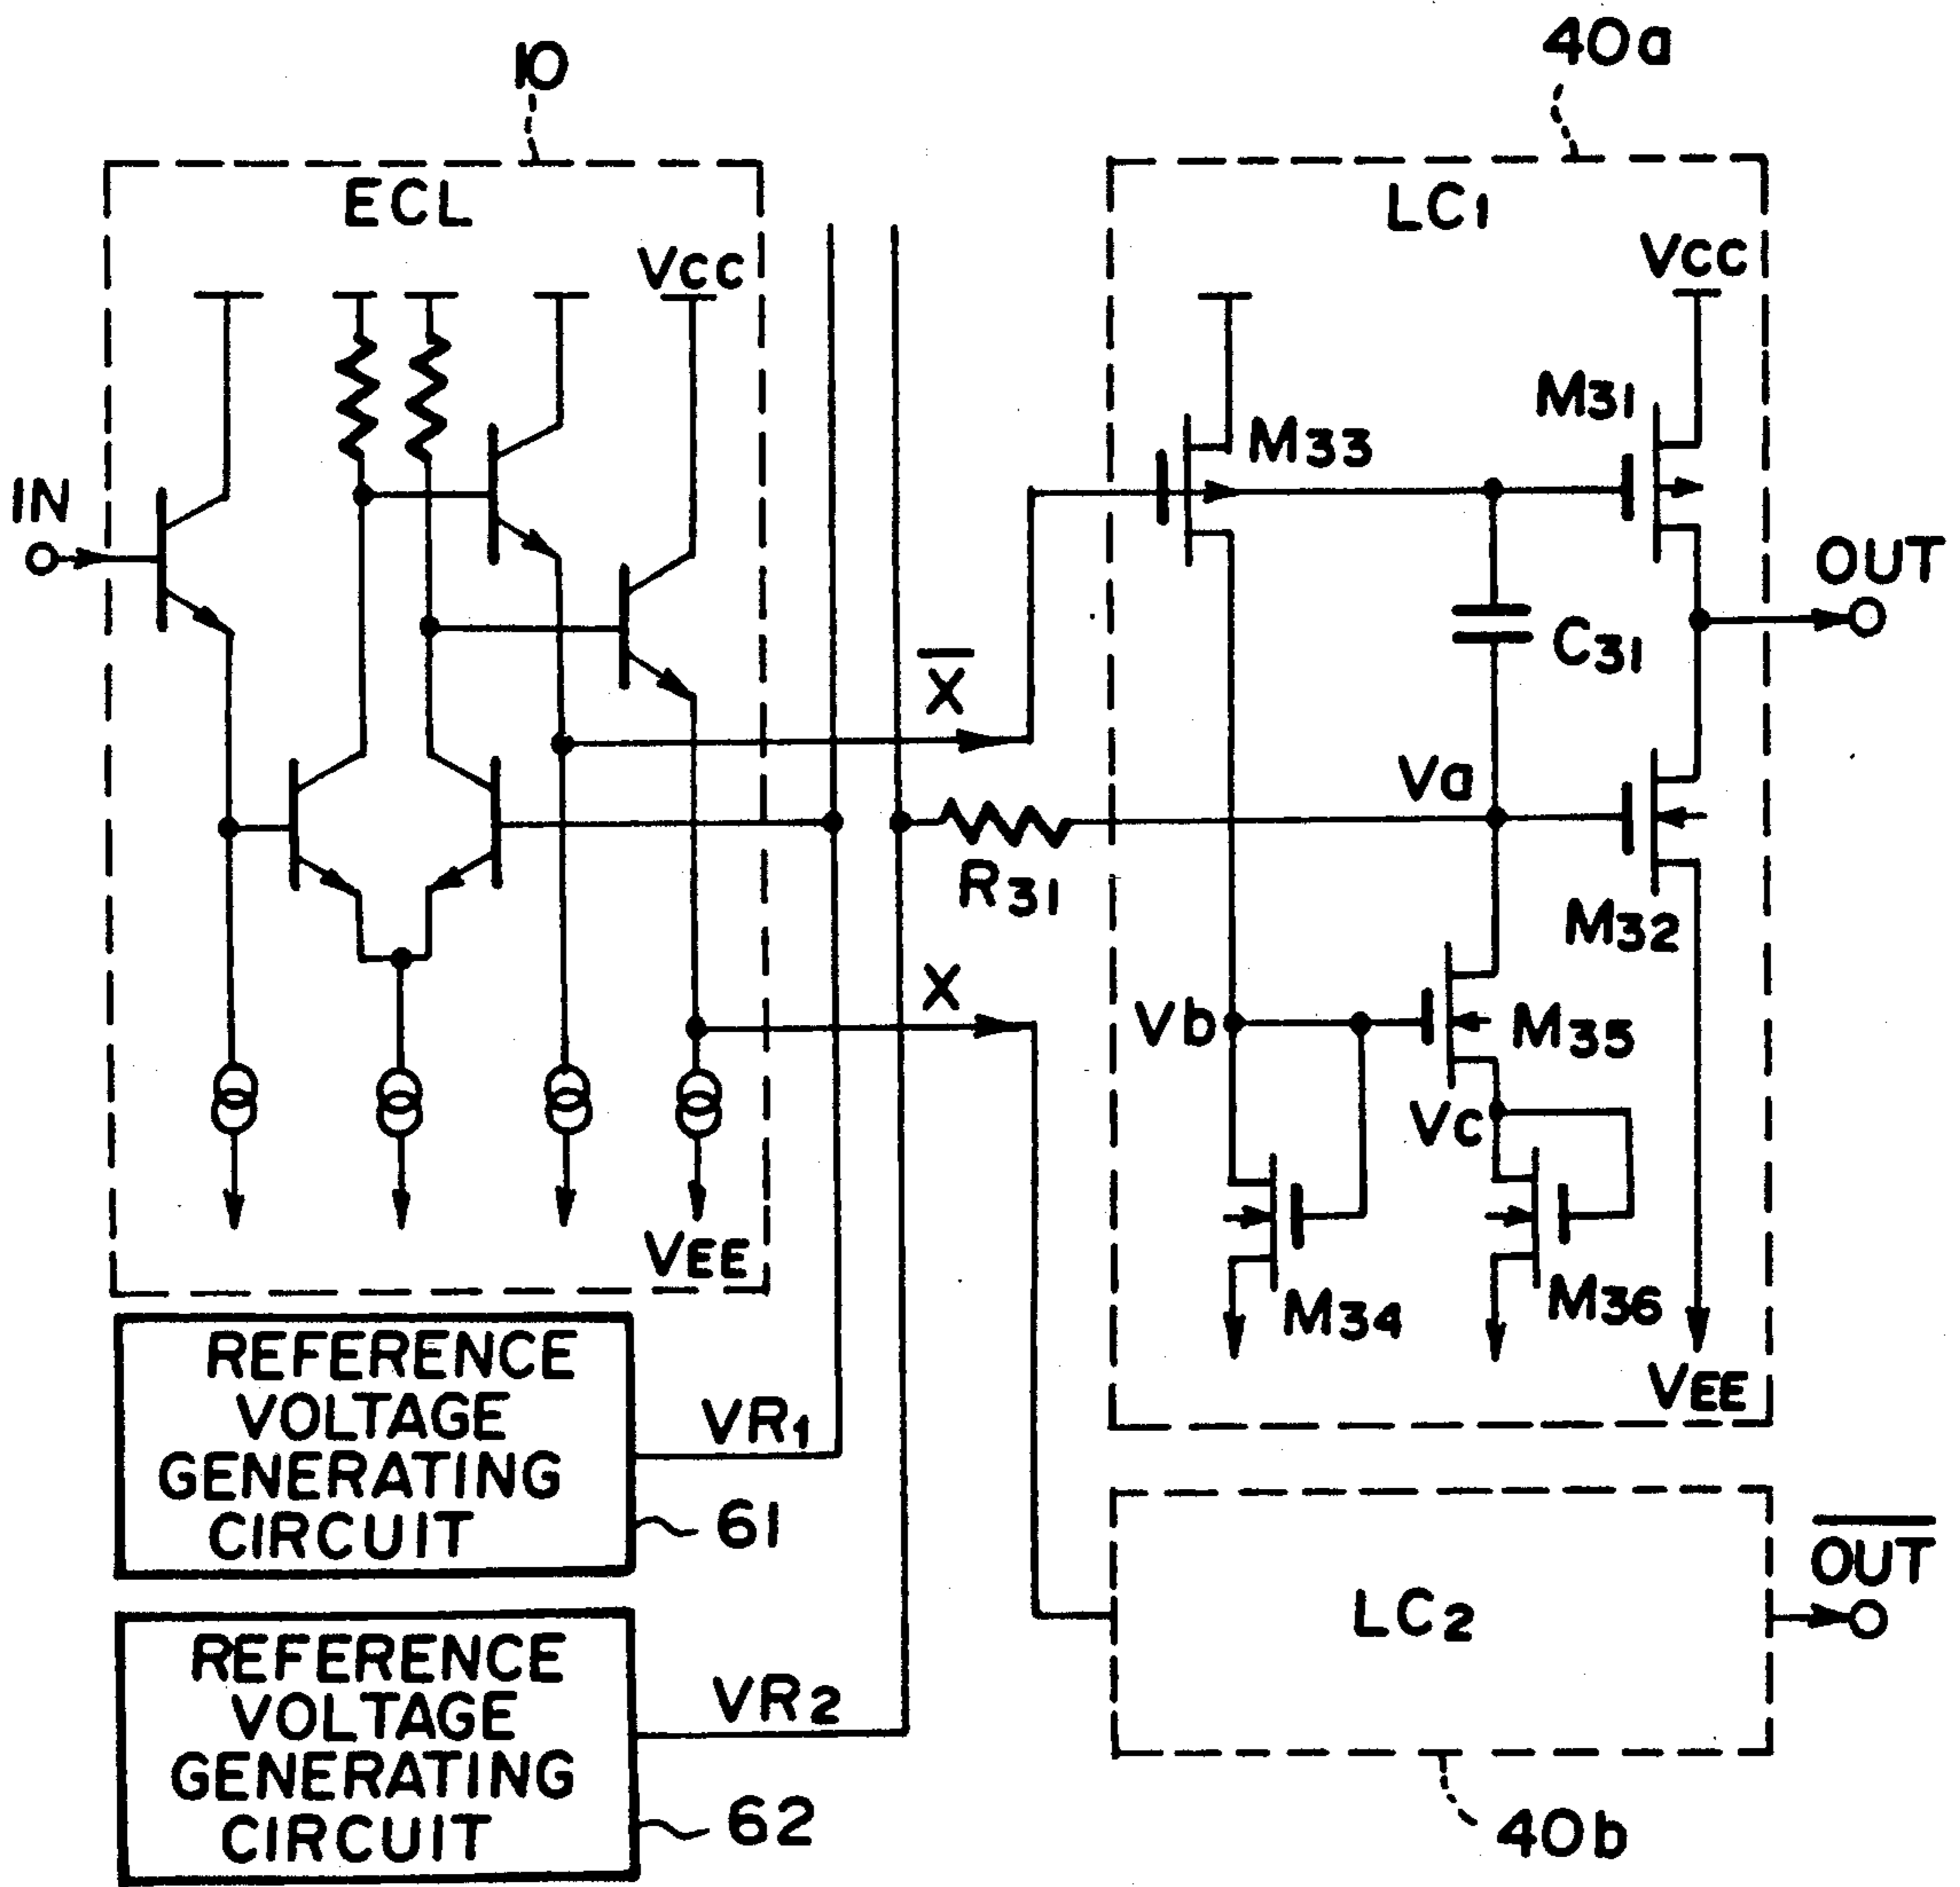 10
40a
ECL
LC1
Vcc
Vcc
M33
M31
IN
OUT
C31
X̅
Va
R31
M32
X
Vb
M35
Vc
VEE
M34
M36
VEE
REFERENCE
VOLTAGE
GENERATING
CIRCUIT
VR1
61
LC2
O̅U̅T̅
REFERENCE
VOLTAGE
GENERATING
CIRCUIT
VR2
62
40b